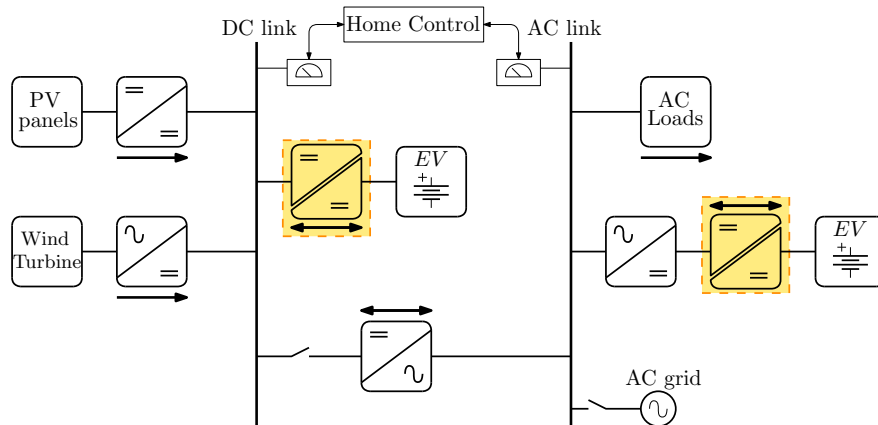 DC link
Home Control
AC link
PV
panels
AC
Loads
EV
+
Wind
Turbine
EV
+
AC grid